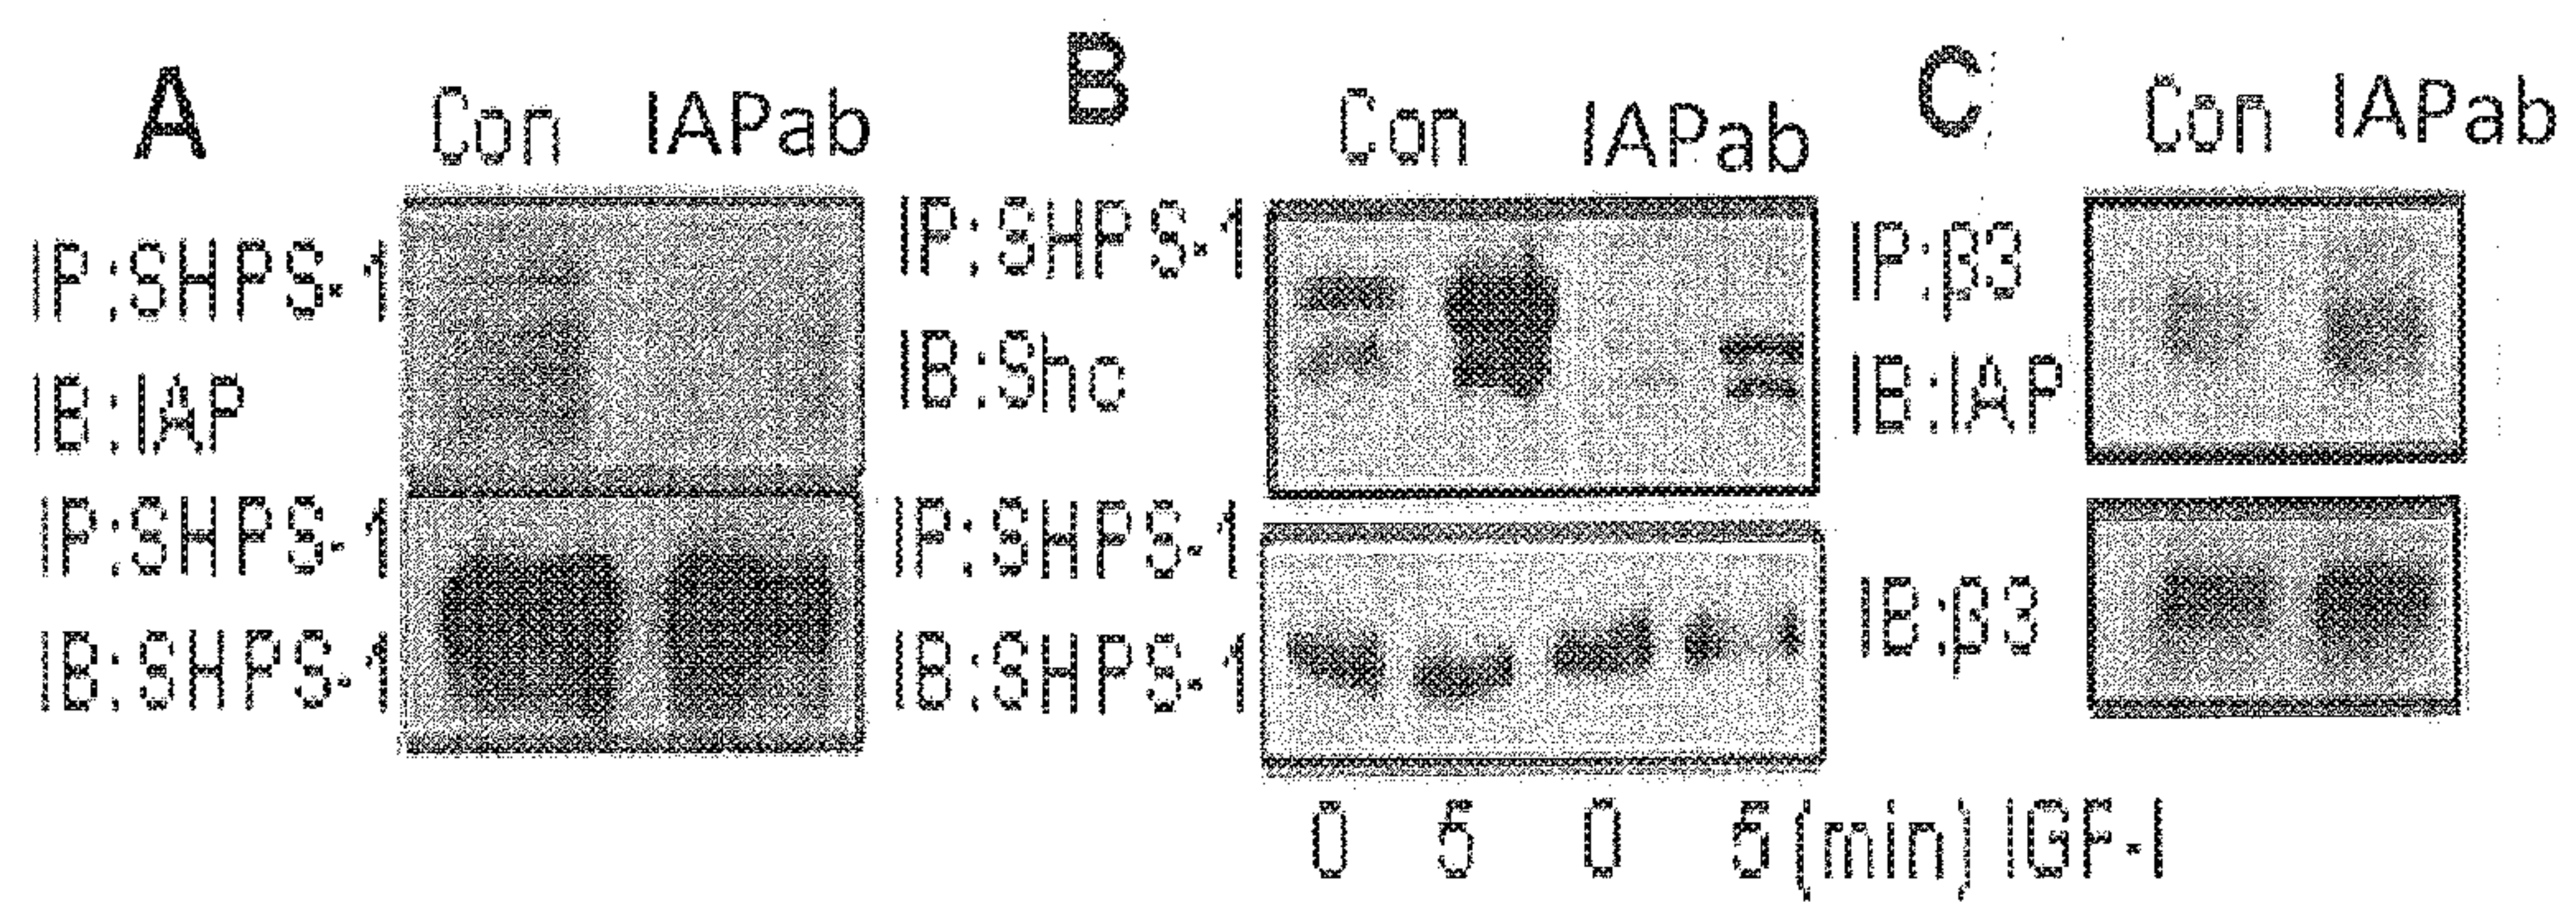 A
Con IAPab
IP:SHPS-1
IB:IAP
IP:SHPS-1
IB:SHPS-1
B
Con IAPab
IP:SHPS-1
IB:Shc
IP:SHPS-1
IB:SHPS-1
0 5 0 5 (min) IGF-I
C
Con IAPab
IP:β3
IB:IAP
IB:β3